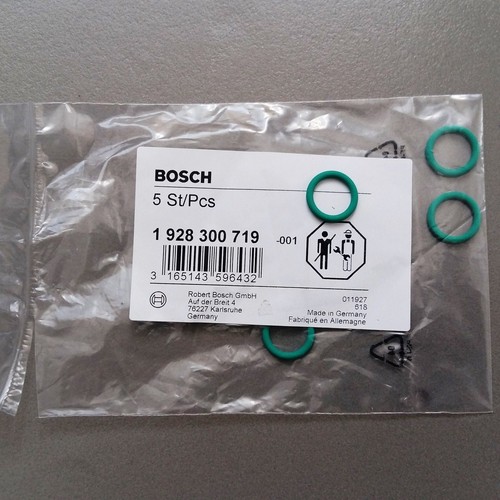 BOSCH
5 St/Pcs
1 928 300 719 -001
3 165143 596432
Robert Bosch GmbH
Auf der Breit 4
76227 Karlsruhe
Germany
011927
618
Made in Germany
Fabriqué en Allemagne